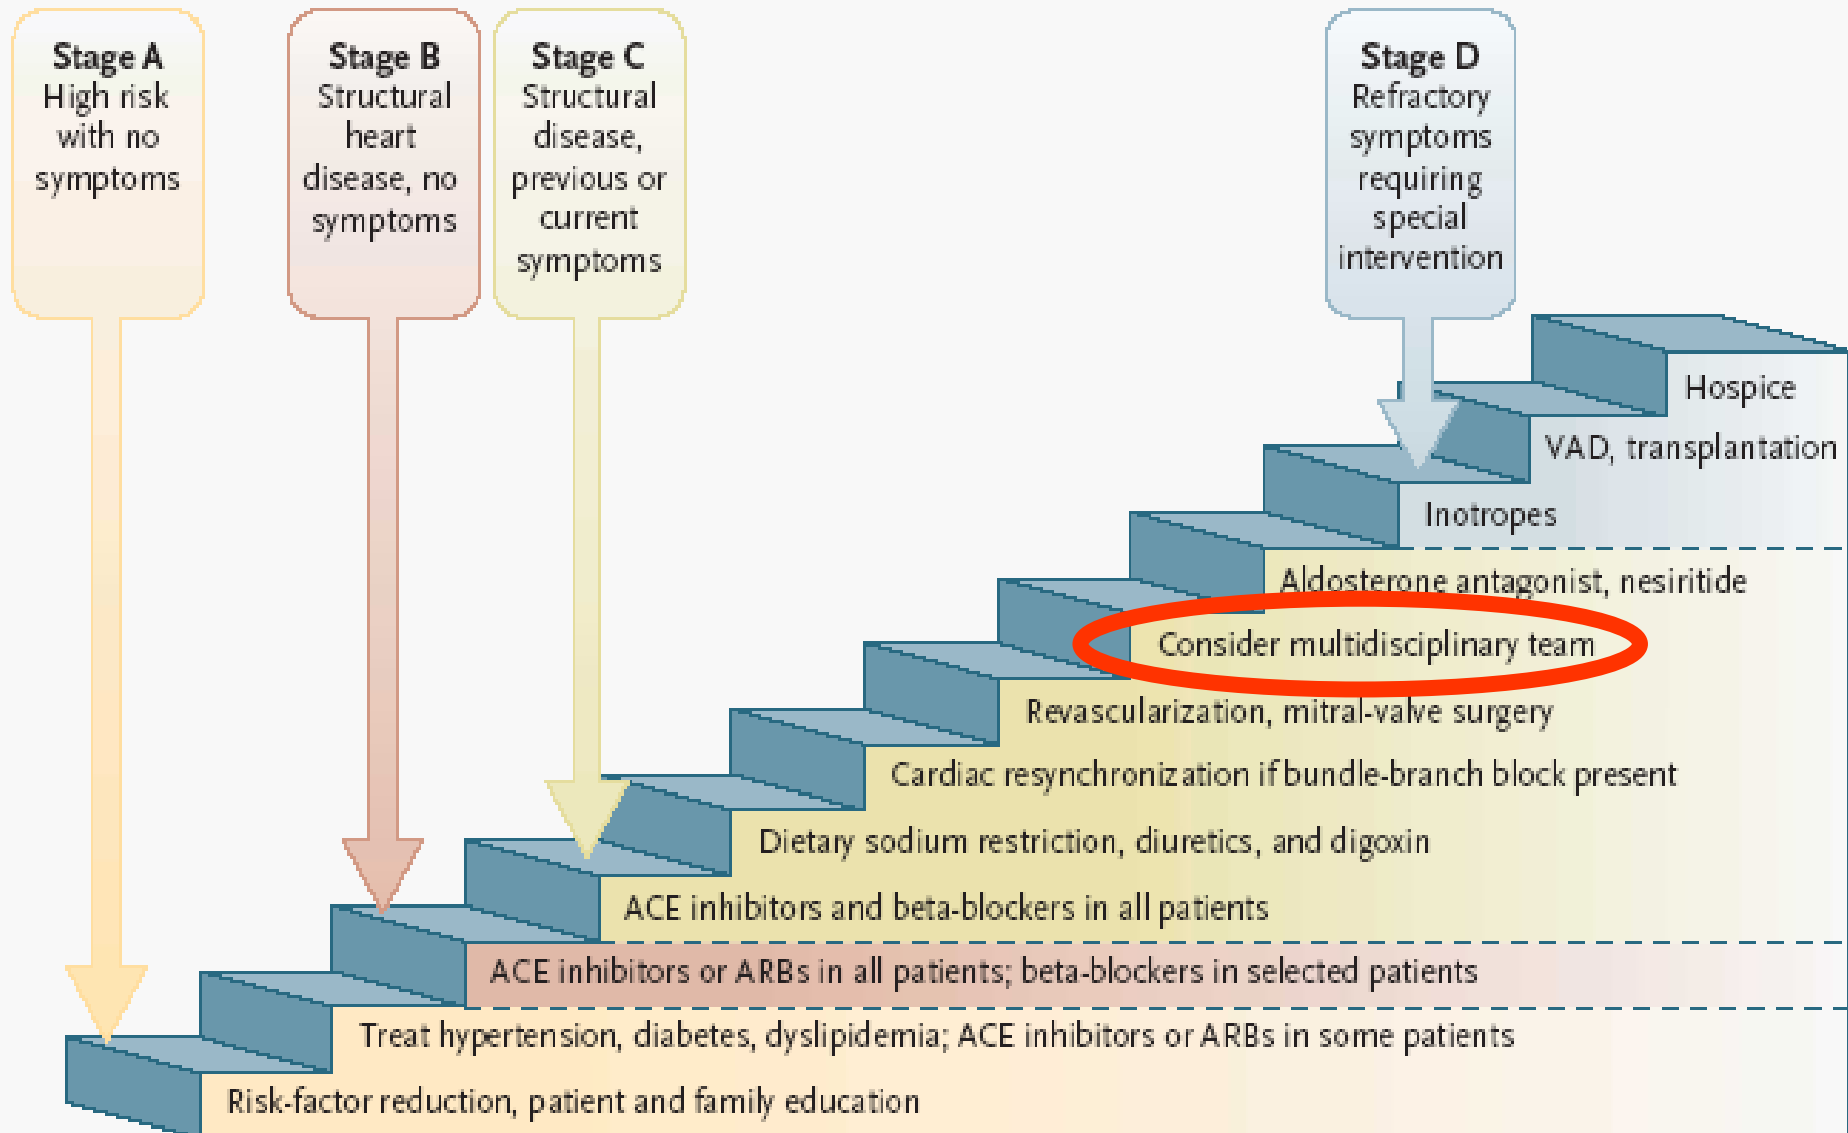 Stage A
High risk
with no
symptoms
Stage B
Structural
heart
disease, no
symptoms
Stage C
Structural
disease,
previous or
current
symptoms
Stage D
Refractory
symptoms
requiring
special
intervention
Hospice
VAD, transplantation
Inotropes
Aldosterone antagonist, nesiritide
Consider multidisciplinary team
Revascularization, mitral-valve surgery
Cardiac resynchronization if bundle-branch block present
Dietary sodium restriction, diuretics, and digoxin
ACE inhibitors and beta-blockers in all patients
ACE inhibitors or ARBs in all patients; beta-blockers in selected patients
Treat hypertension, diabetes, dyslipidemia; ACE inhibitors or ARBs in some patients
Risk-factor reduction, patient and family education